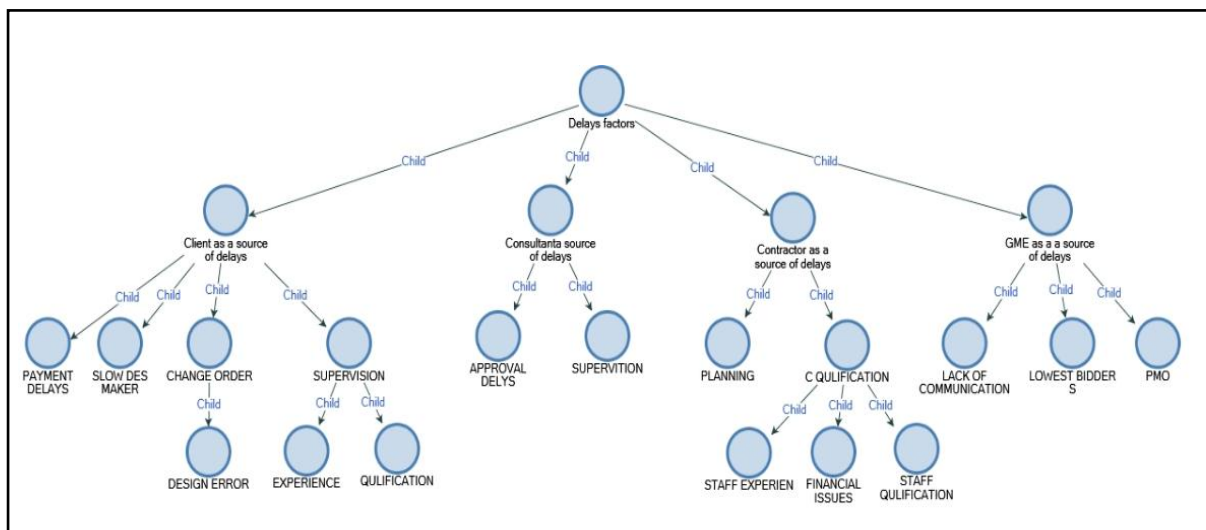 Delays factors
Child
Child
Child
Child
Client as a source
of delays
Consultanta source
of delays
Contractor as a
source of delays
GME as a a source
of delays
Child
Child
Child
Child
Child
Child
Child
Child
Child
Child
Child
PAYMENT
DELAYS
SLOW DES
MAKER
CHANGE ORDER
SUPERVISION
APPROVAL
DELYS
SUPERVITION
PLANNING
C QULIFICATION
LACK OF
COMMUNICATION
LOWEST BIDDER
S
PMO
Child
Child
Child
Child
Child
Child
DESIGN ERROR
EXPERIENCE
QULIFICATION
STAFF EXPERIEN
FINANCIAL
ISSUES
STAFF
QULIFICATION